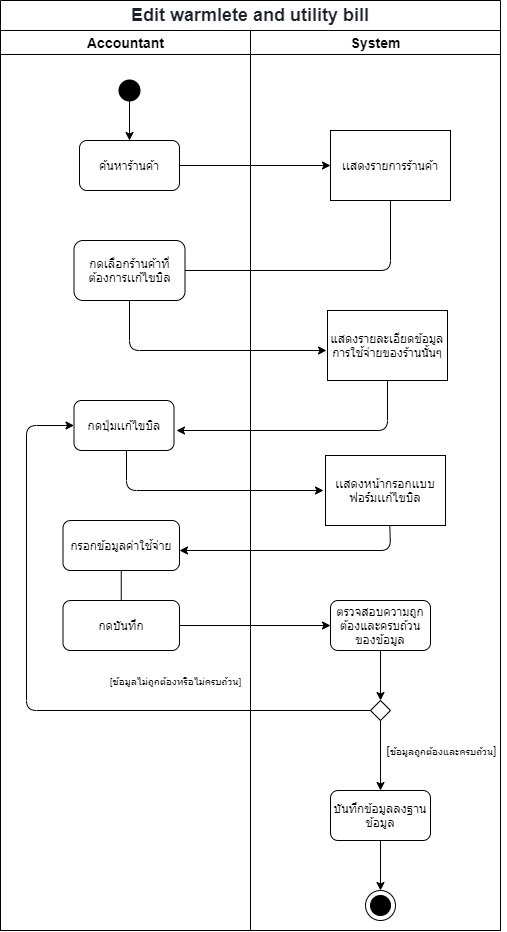 Edit warmlete and utility bill
Accountant
System
ค้นหาร้านค้า
แสดงรายการร้านค้า
กดเลือกร้านค้าที่
ต้องการแก้ไขบิล
แสดงรายละเอียดข้อมูล
การใช้จ่ายของร้านนั้นๆ
กดปุ่มแก้ไขบิล
แสดงหน้ากรอกแบบ
ฟอร์มแก้ไขบิล
กรอกข้อมูลค่าใช้จ่าย
กดบันทึก
ตรวจสอบความถูก
ต้องและครบถ้วน
ของข้อมูล
[ข้อมูลไม่ถูกต้องหรือไม่ครบถ้วน]
[ข้อมูลถูกต้องและครบถ้วน]
บันทึกข้อมูลลงฐาน
ข้อมูล